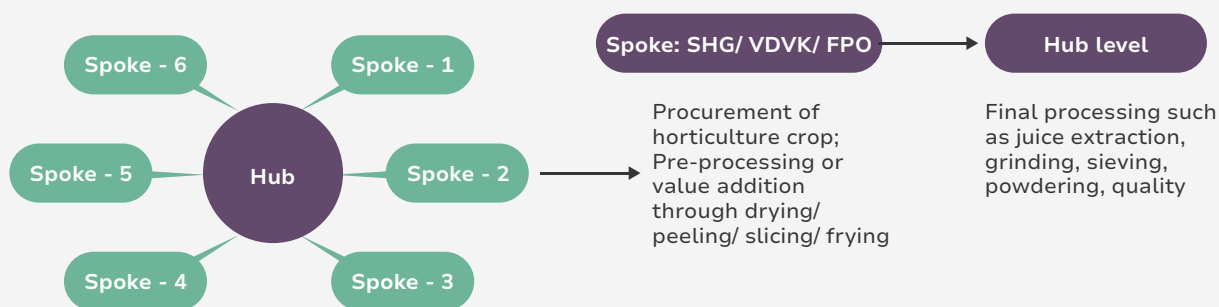 Spoke - 6
Spoke - 1
Spoke - 5
Hub
Spoke - 2
Spoke - 4
Spoke - 3
Spoke: SHG/ VDVK/ FPO
Procurement of
horticulture crop;
Pre-processing or
value addition
through drying/
peeling/ slicing/ frying
Hub level
Final processing such
as juice extraction,
grinding, sieving,
powdering, quality